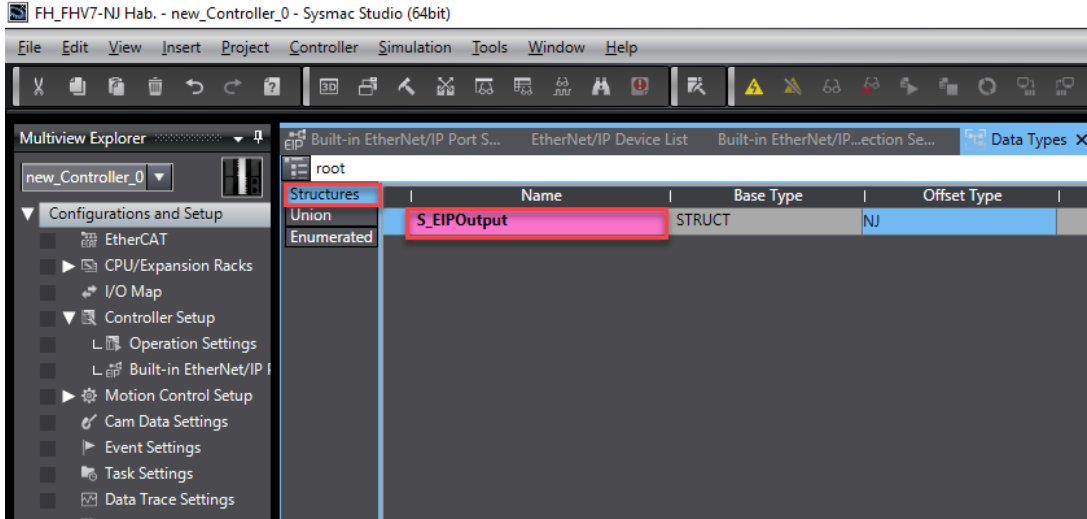 FH_FHV7-NJ Hab. - new_Controller_0 - Sysmac Studio (64bit)
File Edit View Insert Project Controller Simulation Tools Window Help
3D
Multiview Explorer
new_Controller_0
Configurations and Setup
EtherCAT
CPU/Expansion Racks
I/O Map
Controller Setup
Operation Settings
Built-in EtherNet/IP
Motion Control Setup
Cam Data Settings
Event Settings
Task Settings
Data Trace Settings
EIP Built-in EtherNet/IP Port S... EtherNet/IP Device List Built-in EtherNet/IP...ection Se... Data Types X
root
Structures Name Base Type Offset Type
Union S_EIPOutput STRUCT NJ
Enumerated